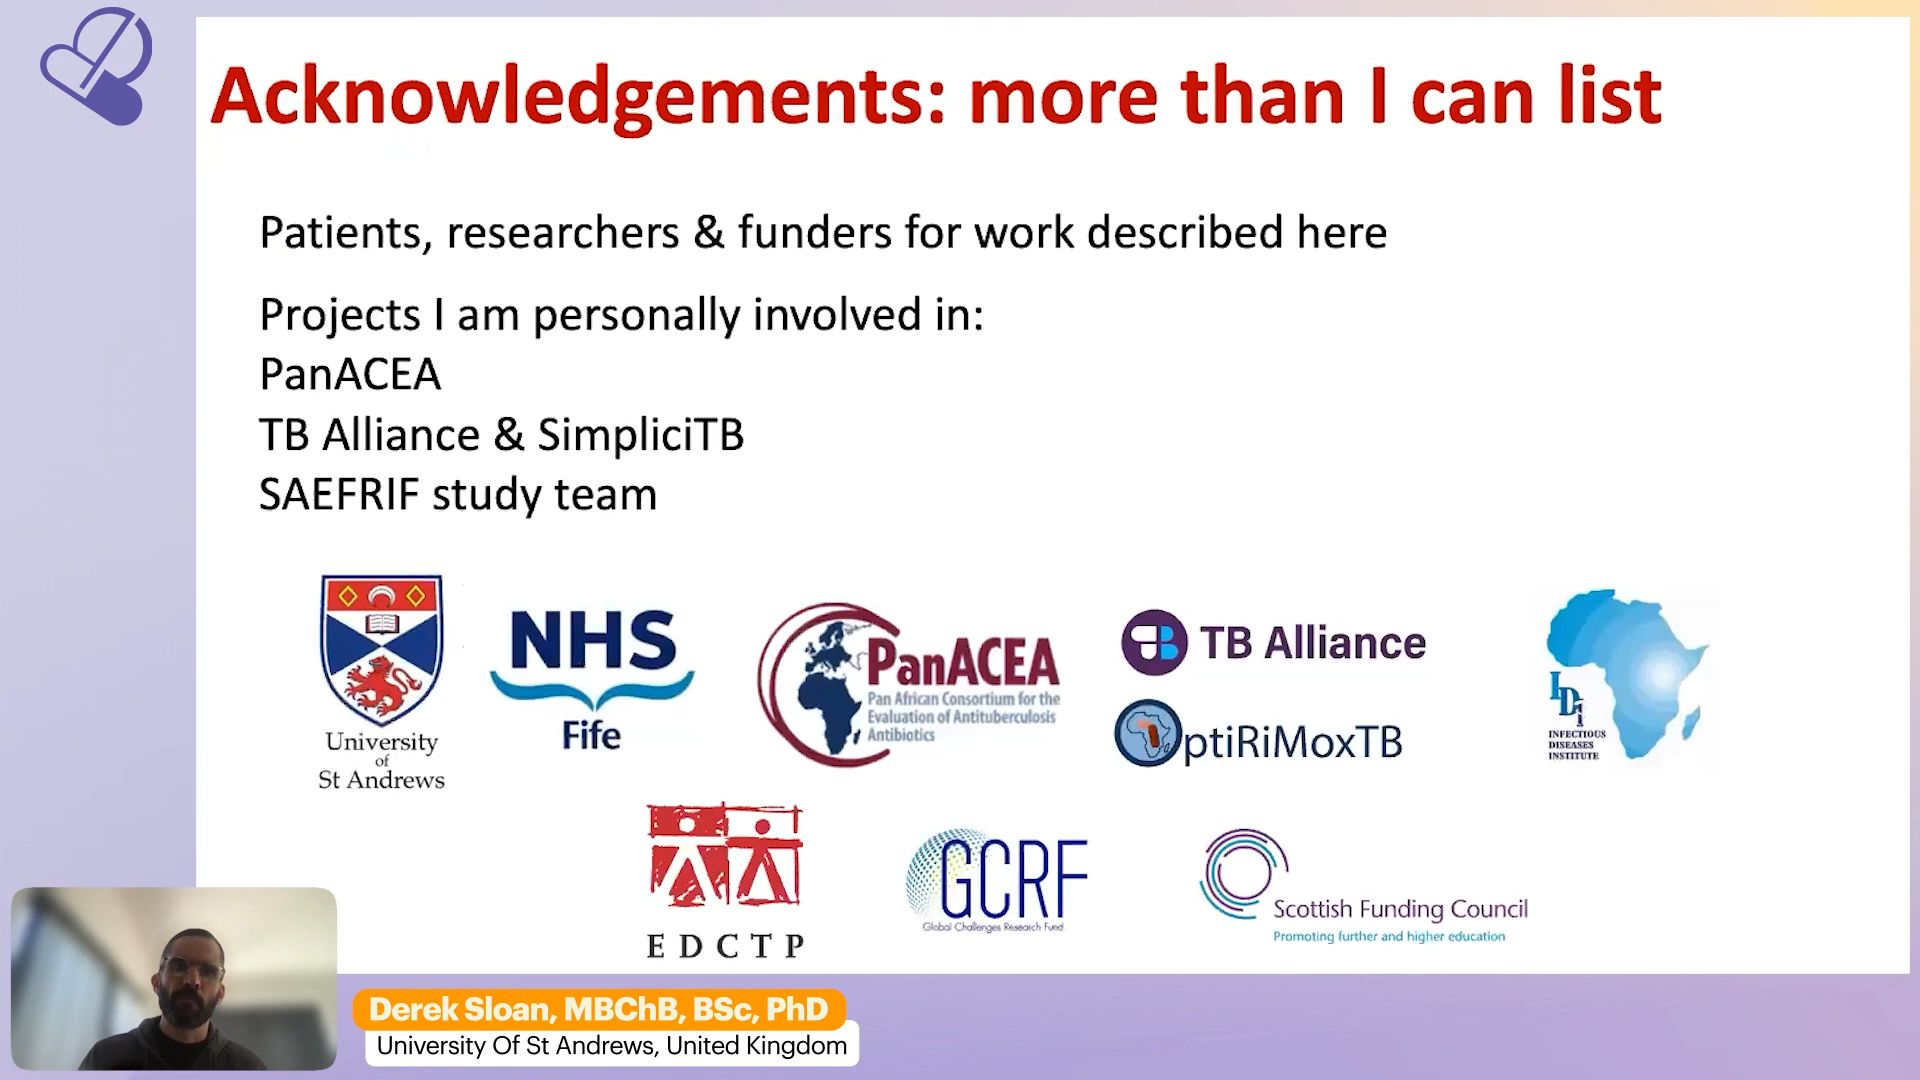 Acknowledgements: more than I can list
Patients, researchers & funders for work described here
Projects I am personally involved in:
PanACEA
TB Alliance & SimpliciTB
SAEFRIF study team
University
of
St Andrews
NHS
Fife
PanACEA
Pan African Consortium for the
Evaluation of Antituberculosis
Antibiotics
TB Alliance
OptiRiMoxTB
IDi
INFECTIOUS
DISEASES
INSTITUTE
EDCTP
GCRF
Global Challenges Research Fund
Scottish Funding Council
Promoting further and higher education
Derek Sloan, MBChB, BSc, PhD
University Of St Andrews, United Kingdom